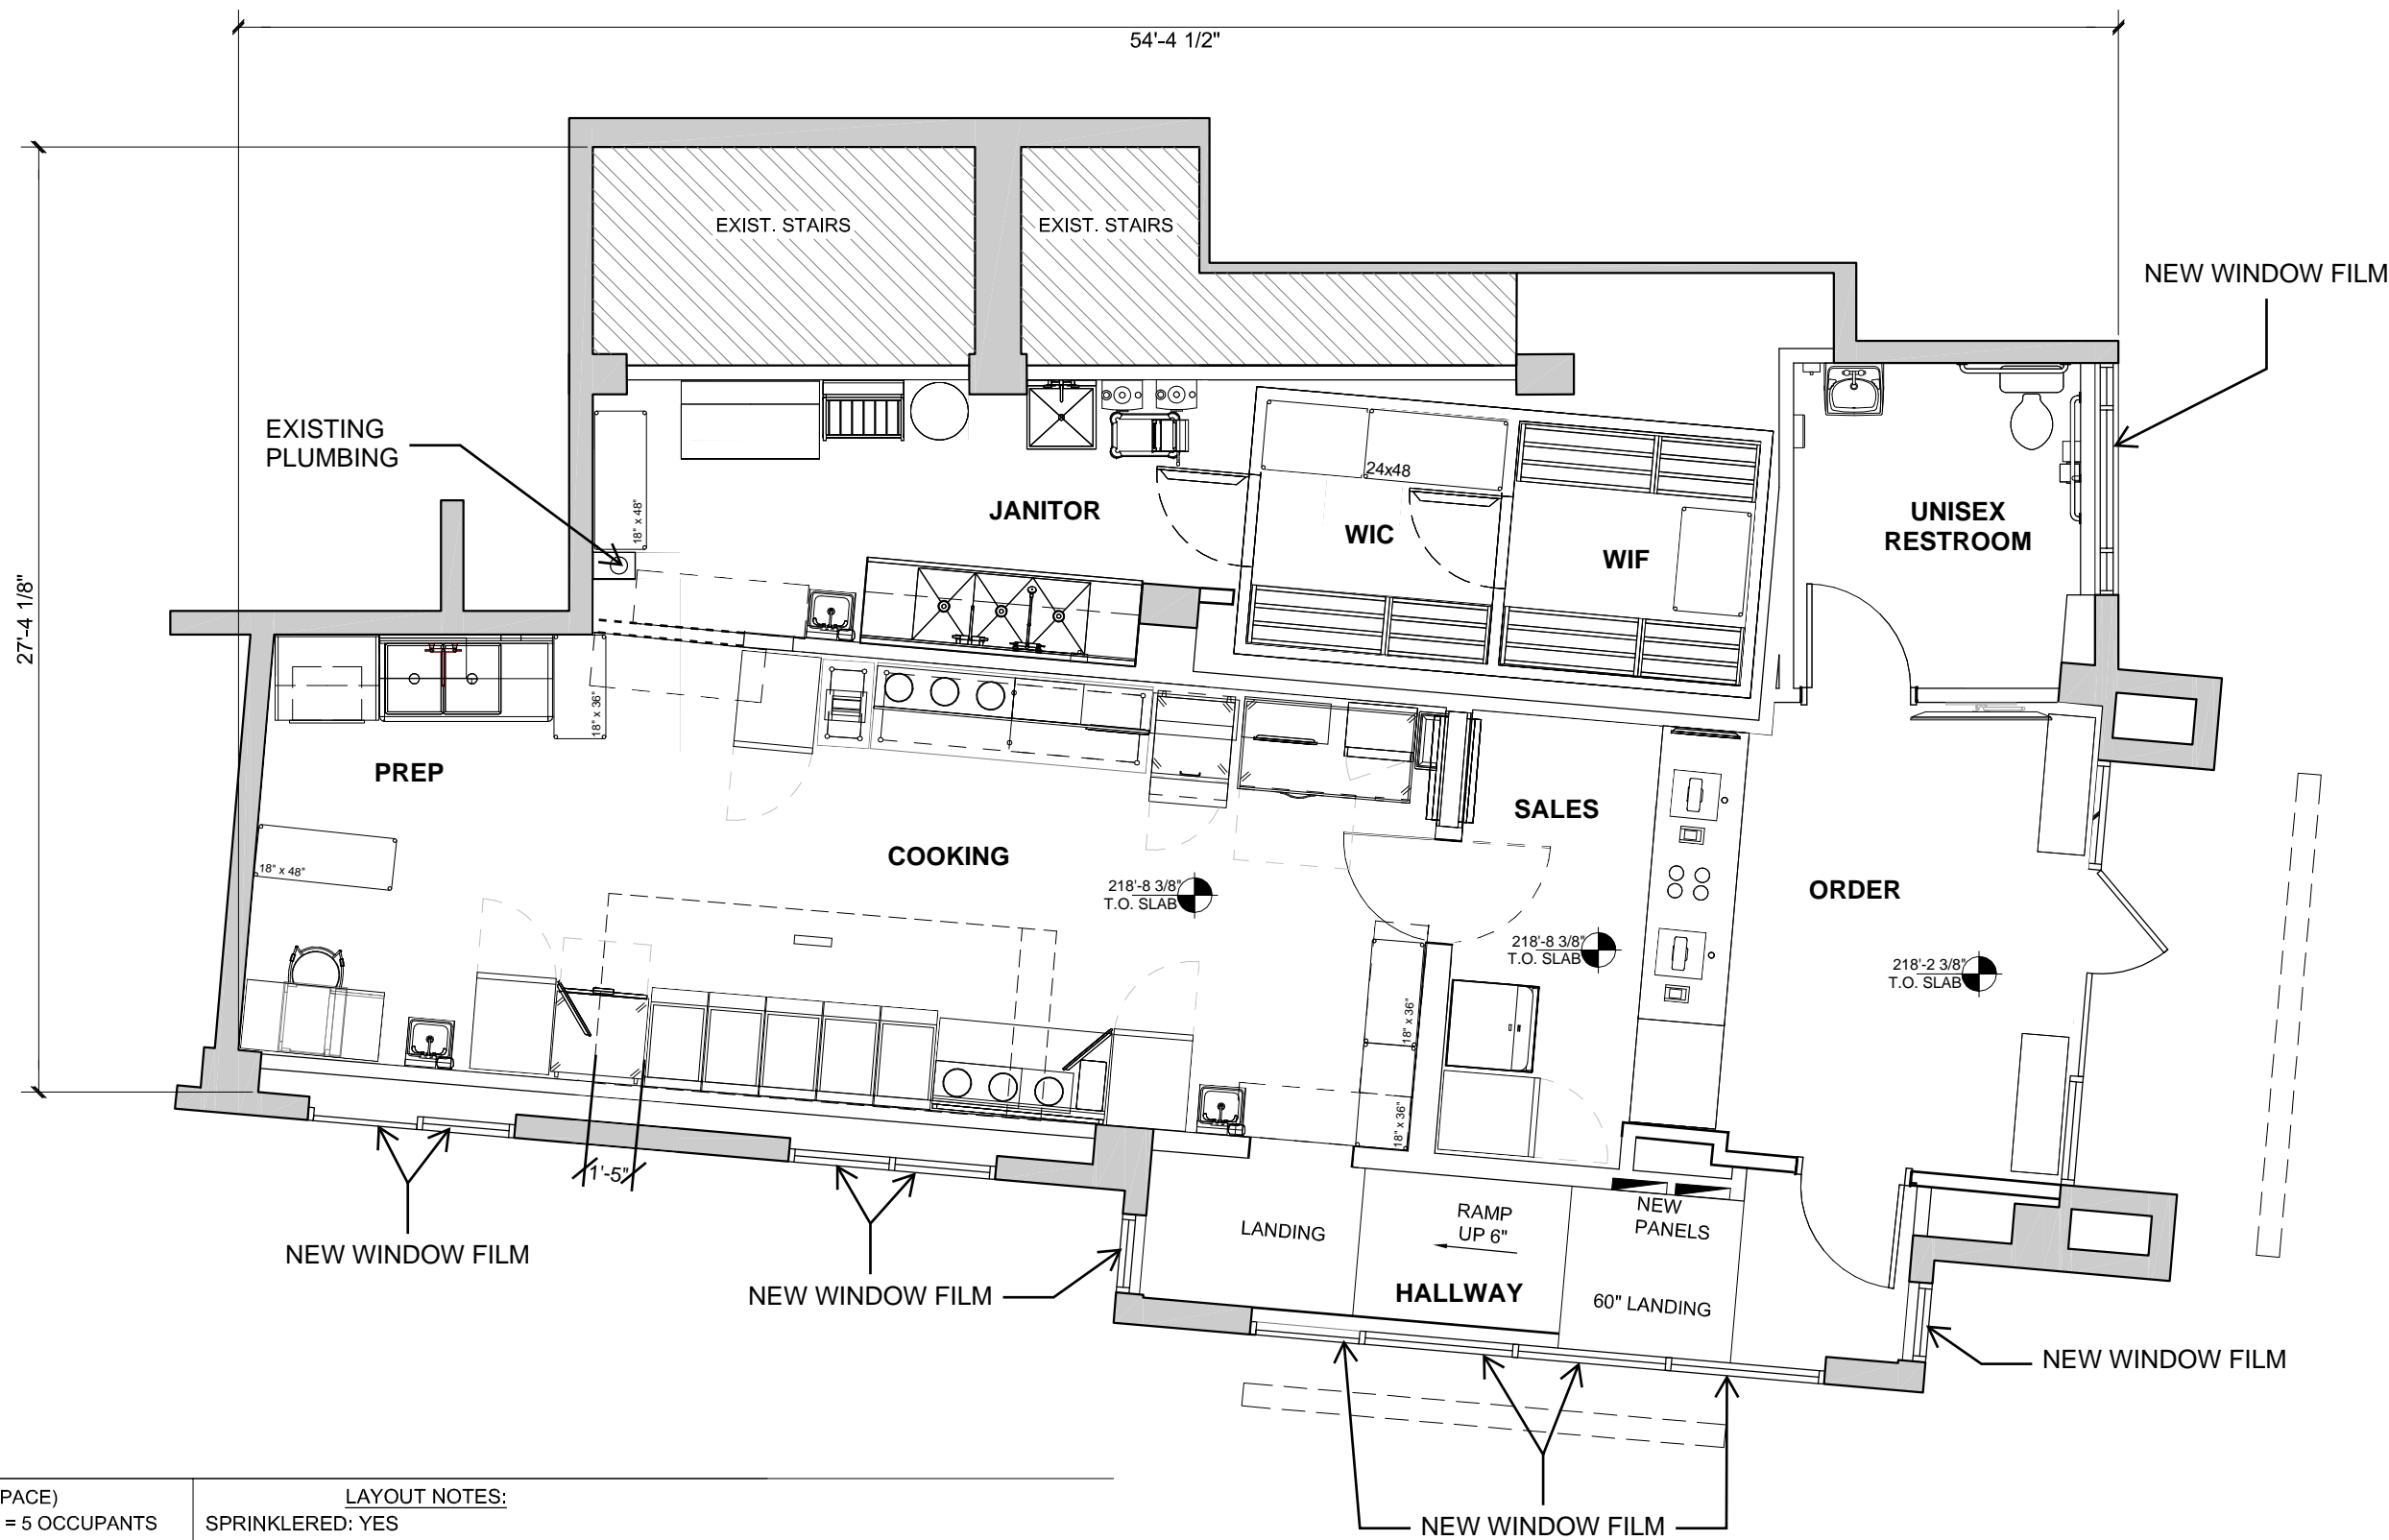 54'-4 1/2"
EXIST. STAIRS
EXIST. STAIRS
NEW WINDOW FILM
EXISTING
PLUMBING
27'-4 1/8"
18" x 48"
JANITOR
24x48
WIC
WIF
UNISEX
RESTROOM
18" x 36"
PREP
18" x 48"
COOKING
SALES
ORDER
218'-8 3/8"
T.O. SLAB
218'-8 3/8"
T.O. SLAB
218'-2 3/8"
T.O. SLAB
18" x 36"
18" x 36"
1'-5"
NEW WINDOW FILM
NEW WINDOW FILM
LANDING
RAMP
UP 6"
HALLWAY
NEW
PANELS
60" LANDING
NEW WINDOW FILM
NEW WINDOW FILM
PACE)
= 5 OCCUPANTS
LAYOUT NOTES:
SPRINKLERED: YES